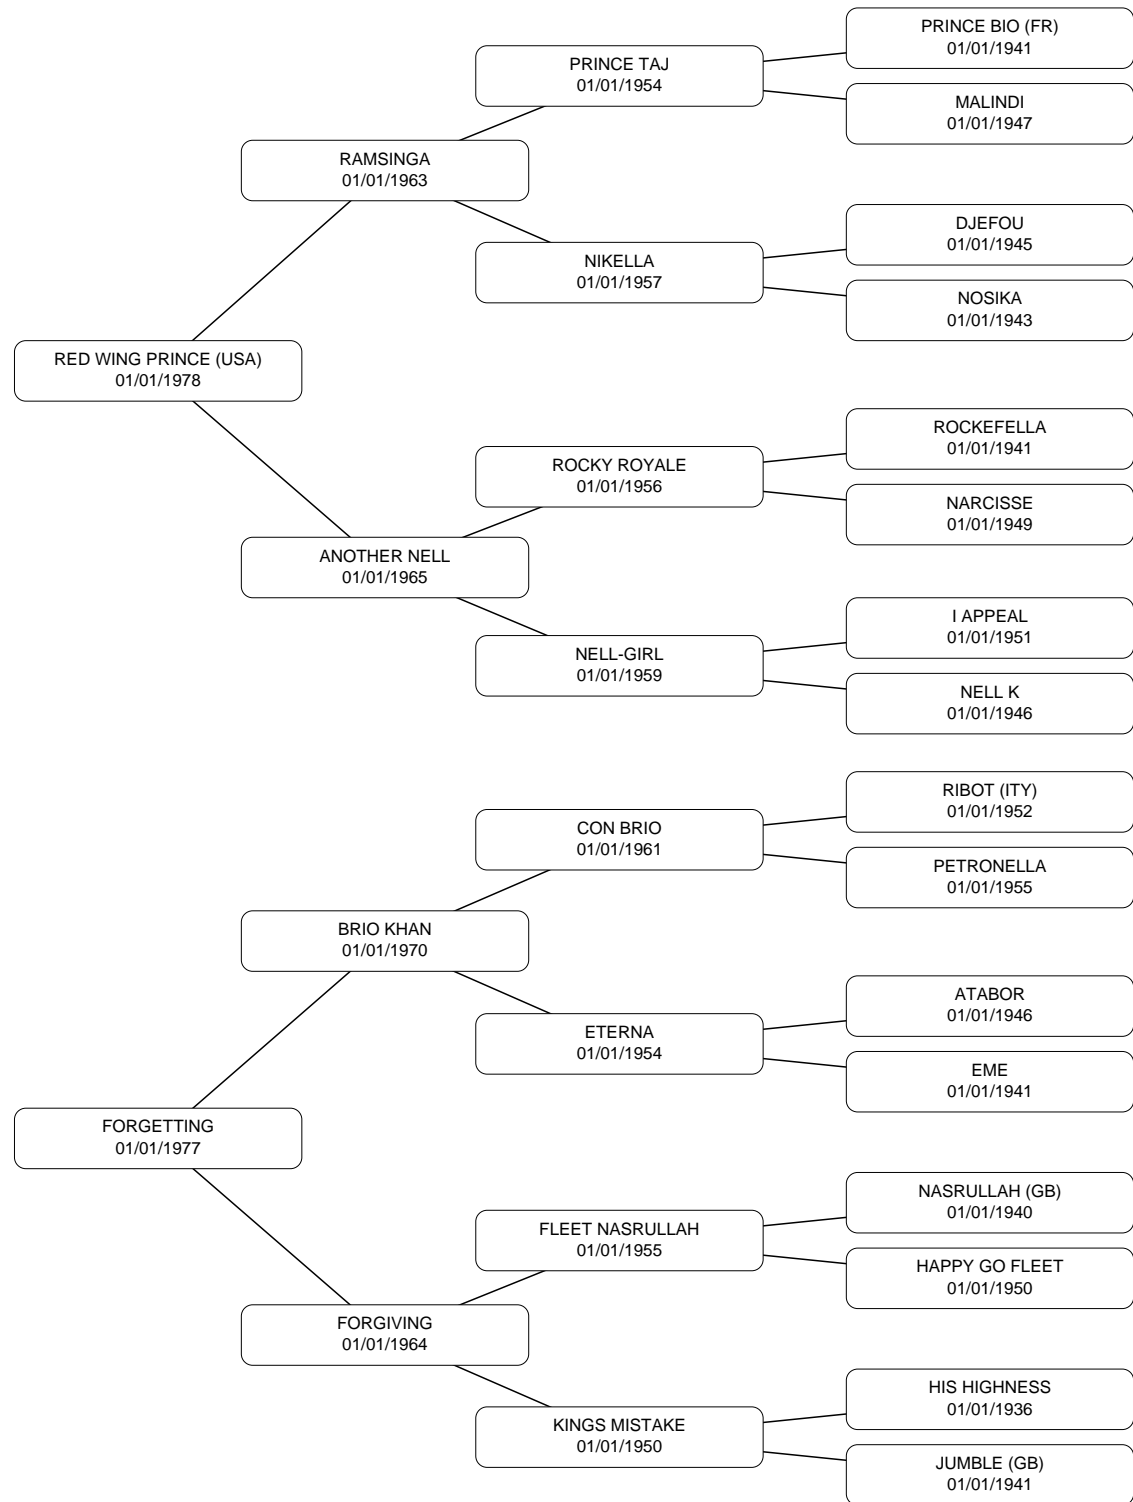 PRINCE BIO (FR)
01/01/1941
PRINCE TAJ
01/01/1954
MALINDI
01/01/1947
RAMSINGA
01/01/1963
DJEFOU
01/01/1945
NIKELLA
01/01/1957
NOSIKA
01/01/1943
RED WING PRINCE (USA)
01/01/1978
ROCKEFELLA
01/01/1941
ROCKY ROYALE
01/01/1956
NARCISSE
01/01/1949
ANOTHER NELL
01/01/1965
I APPEAL
01/01/1951
NELL-GIRL
01/01/1959
NELL K
01/01/1946
RIBOT (ITY)
01/01/1952
CON BRIO
01/01/1961
PETRONELLA
01/01/1955
BRIO KHAN
01/01/1970
ATABOR
01/01/1946
ETERNA
01/01/1954
EME
01/01/1941
FORGETTING
01/01/1977
NASRULLAH (GB)
01/01/1940
FLEET NASRULLAH
01/01/1955
HAPPY GO FLEET
01/01/1950
FORGIVING
01/01/1964
HIS HIGHNESS
01/01/1936
KINGS MISTAKE
01/01/1950
JUMBLE (GB)
01/01/1941